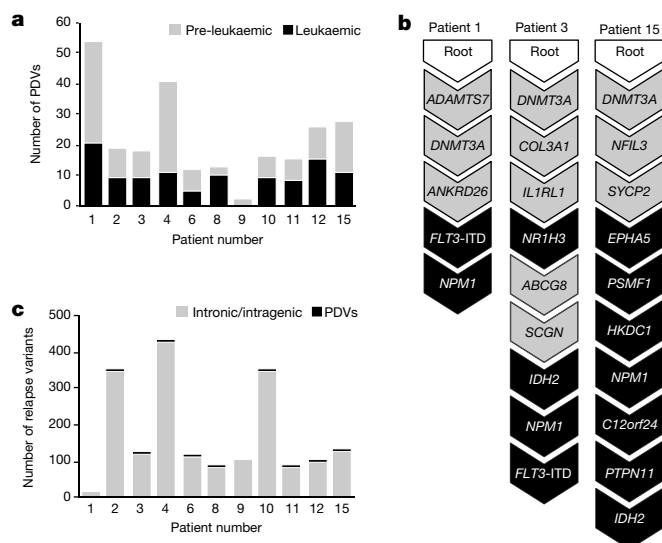 a
Pre-leukaemic Leukaemic
Number of PDVs
60
50
40
30
20
10
0
1 2 3 4 6 8 9 10 11 12 15
Patient number
b
Patient 1 Patient 3 Patient 15
Root Root Root
ADAMTS7 DNMT3A DNMT3A
DNMT3A COL3A1 NFIL3
ANKRD26 IL1RL1 SYCP2
FLT3-ITD NR1H3 EPHA5
NPM1 ABCG8 PSMF1
SCGN HKDC1
IDH2 NPM1
NPM1 C12orf24
FLT3-ITD PTPN11
IDH2
c
Intronic/intragenic PDVs
Number of relapse variants
500
400
300
200
100
0
1 2 3 4 6 8 9 10 11 12 15
Patient number